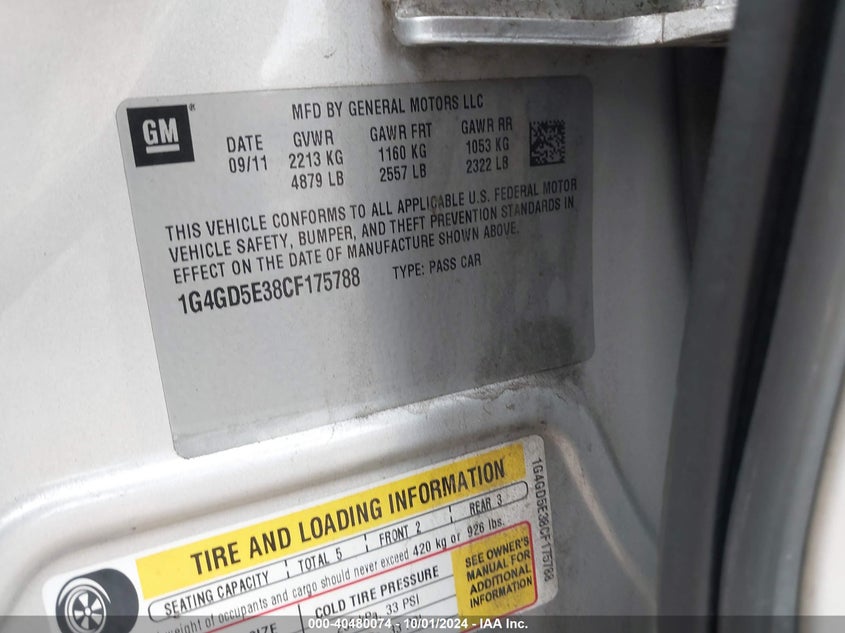 GM
MFD BY GENERAL MOTORS LLC
DATE GVWR GAWR FRT GAWR RR
09/11 2213 KG 1160 KG 1053 KG
4879 LB 2557 LB 2322 LB
THIS VEHICLE CONFORMS TO ALL APPLICABLE U.S. FEDERAL MOTOR
VEHICLE SAFETY, BUMPER, AND THEFT PREVENTION STANDARDS IN
EFFECT ON THE DATE OF MANUFACTURE SHOWN ABOVE.
1G4GD5E38CF175788 TYPE: PASS CAR
TIRE AND LOADING INFORMATION
SEATING CAPACITY TOTAL 5 FRONT 2 REAR 3
weight of occupants and cargo should never exceed 420 kg or 926 lbs.
COLD TIRE PRESSURE
33 PSI
SEE OWNER'S
MANUAL FOR
ADDITIONAL
INFORMATION
1G4GD5E38CF175788
000-40480074 - 10/01/2024 - IAA Inc.